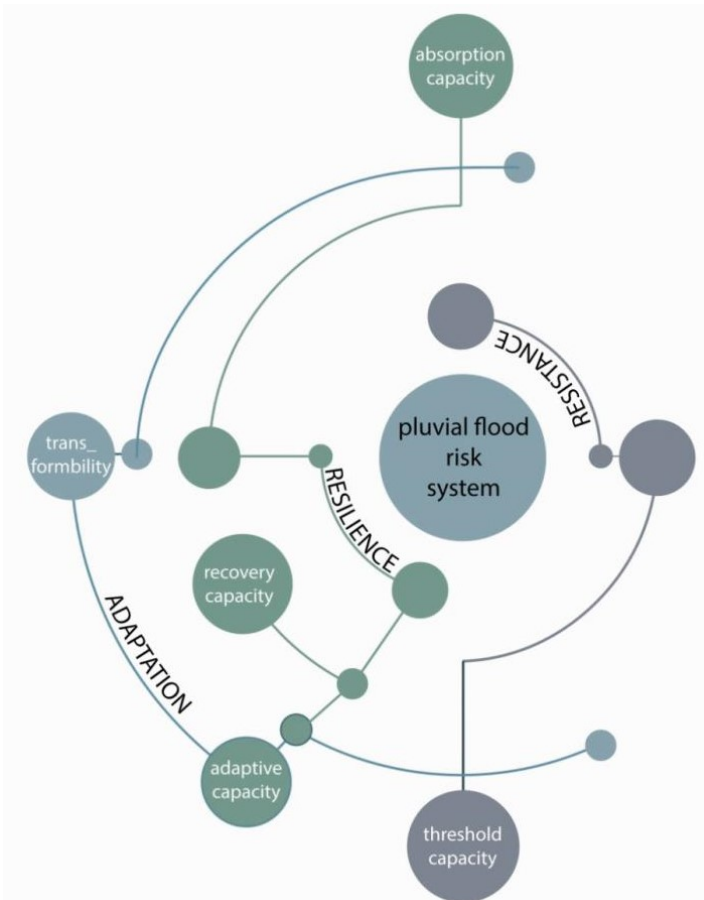 absorption
capacity
RESISTANCE
pluvial flood
risk
system
trans_
formbility
RESILIENCE
recovery
capacity
ADAPTATION
adaptive
capacity
threshold
capacity